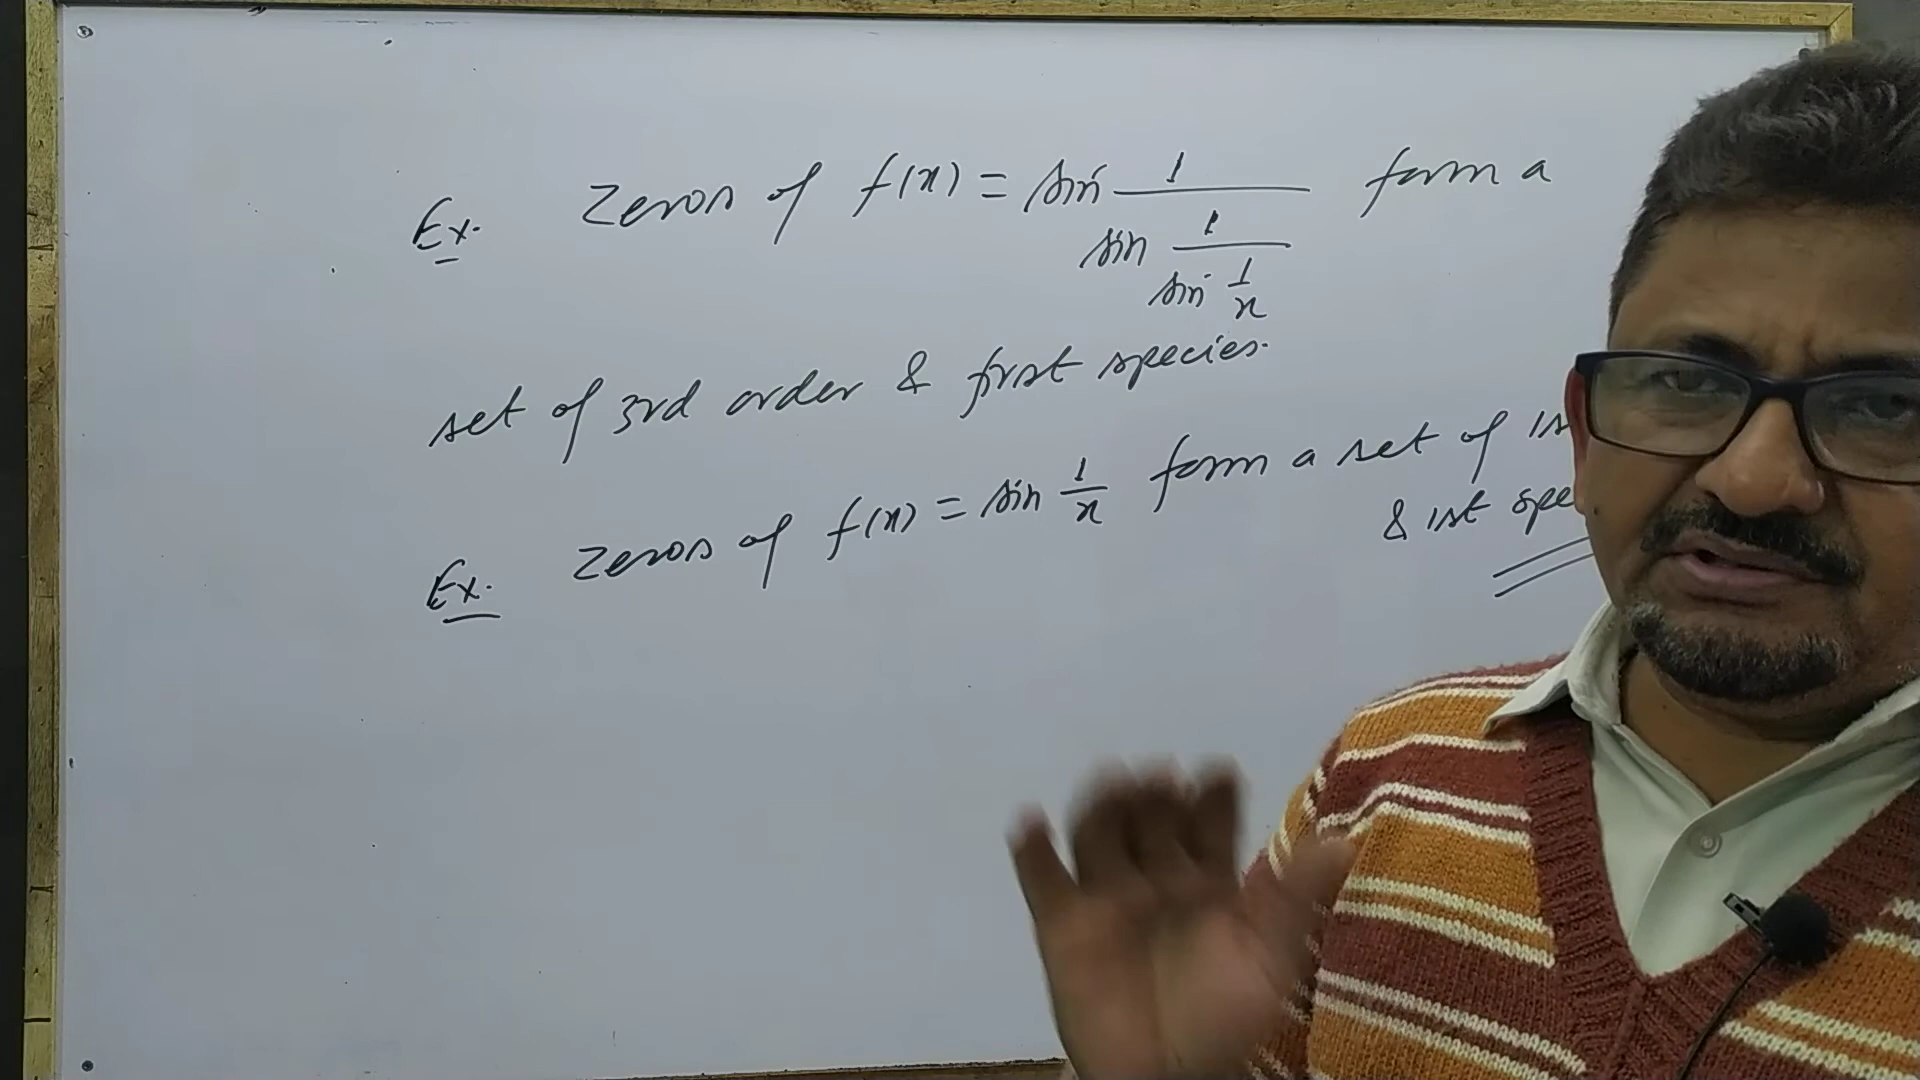 Ex. Zeros of f(x) = sin 1/(sin 1/(sin 1/x)) form a
set of 3rd order & first species.
Ex. Zeros of f(x) = sin 1/x form a set of
& 1st